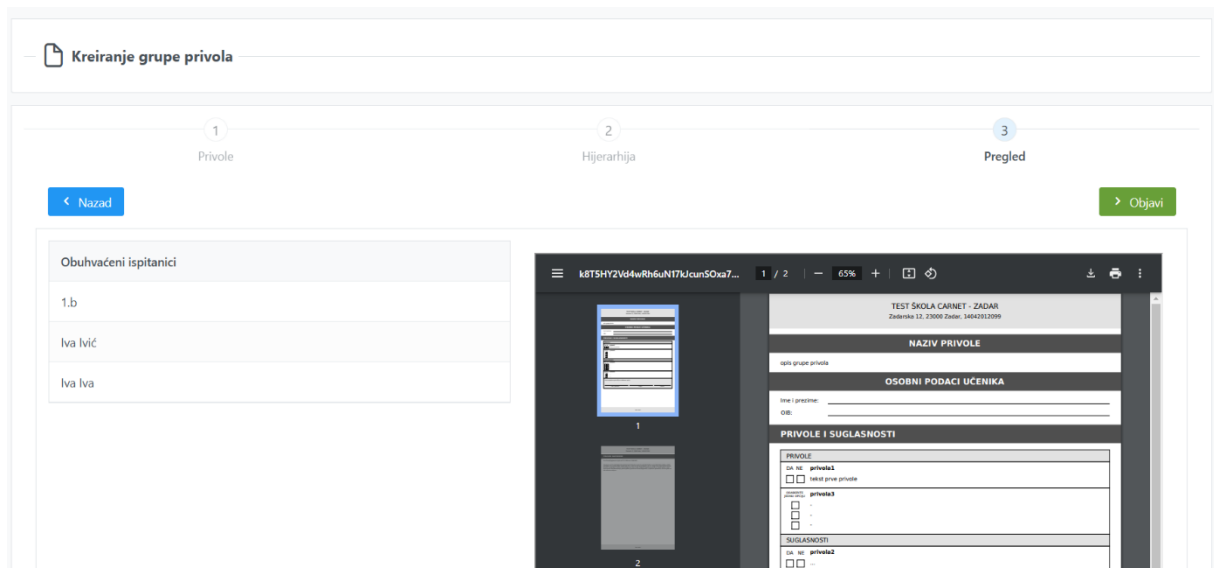 Kreiranje grupe privola
1
2
3
Privole
Hijerarhija
Pregled
Nazad
Objavi
Obuhvaćeni ispitanici
1.b
Iva Ivić
Iva Iva
k8T5HY2Vd4wRh6uN17kJcunSOxa7... 1 / 2 65%
1
2
TEST ŠKOLA CARNET - ZADAR
Zadarska 12, 23000 Zadar, 14042012099
NAZIV PRIVOLE
opis grupe privola
OSOBNI PODACI UČENIKA
Ime i prezime:
OIB:
PRIVOLE I SUGLASNOSTI
PRIVOLE
DA NE privola1
tekst prve privole
privola3
-
-
-
SUGLASNOSTI
DA NE privola2
...